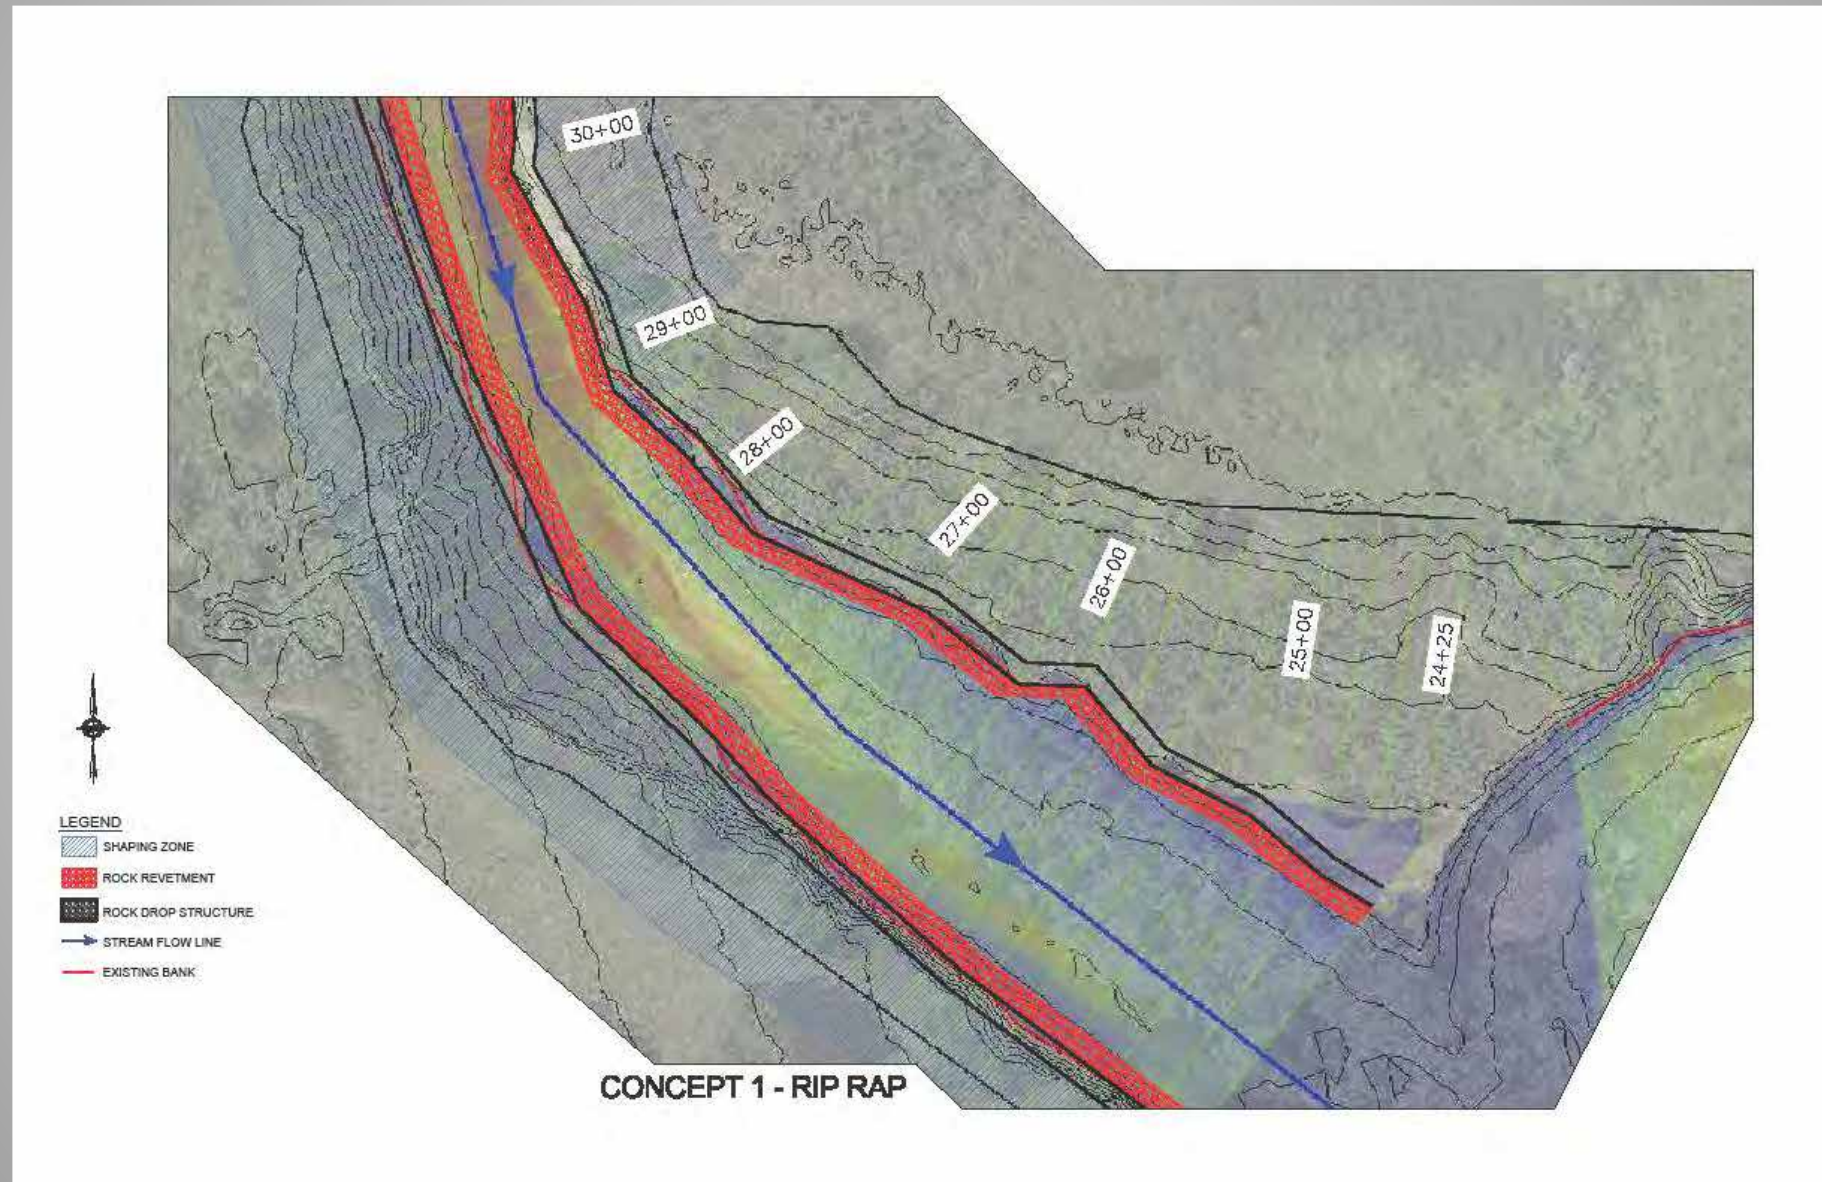 30+00
29+00
28+00
27+00
26+00
25+00
24+25
LEGEND
SHAPING ZONE
ROCK REVETMENT
ROCK DROP STRUCTURE
STREAM FLOW LINE
EXISTING BANK
CONCEPT 1 - RIP RAP